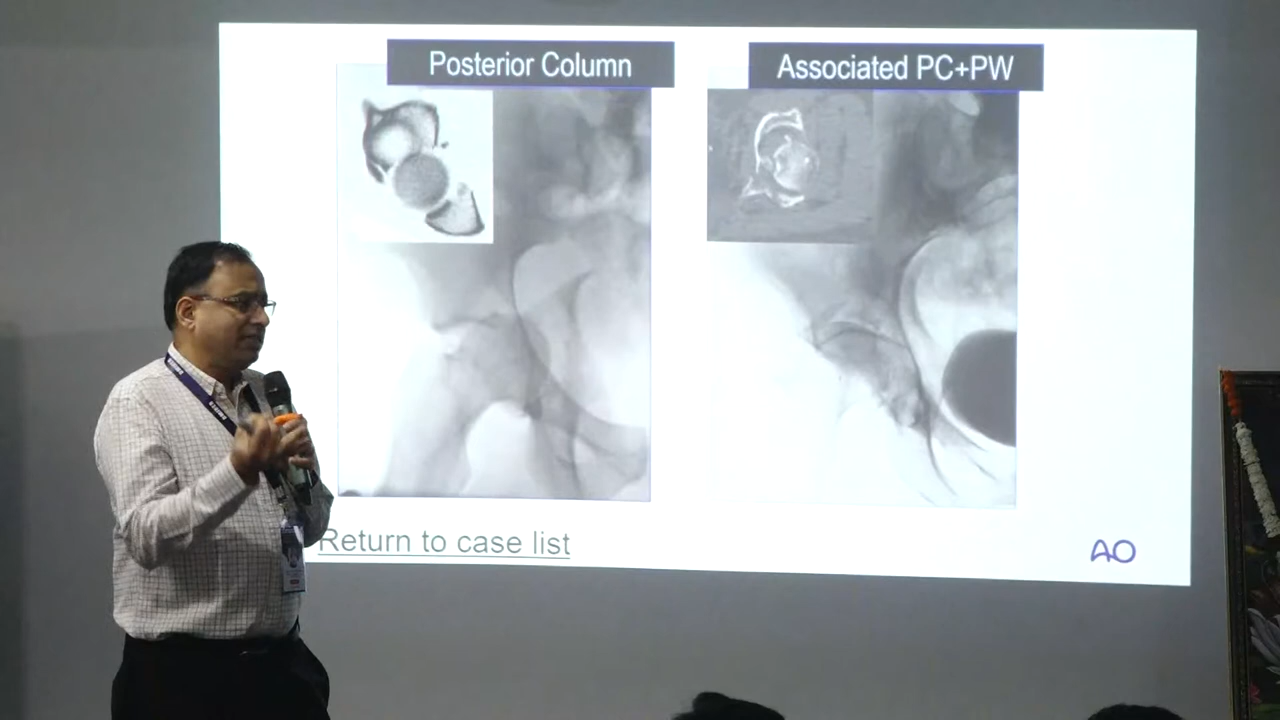 Posterior Column
Associated PC+PW
Return to case list
AO